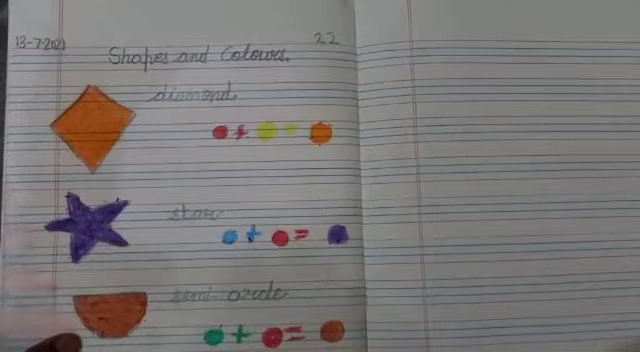 13-7-2021 22
Shapes and Colours.
diamond
+ =
star
+ =
semi-circle
+ =